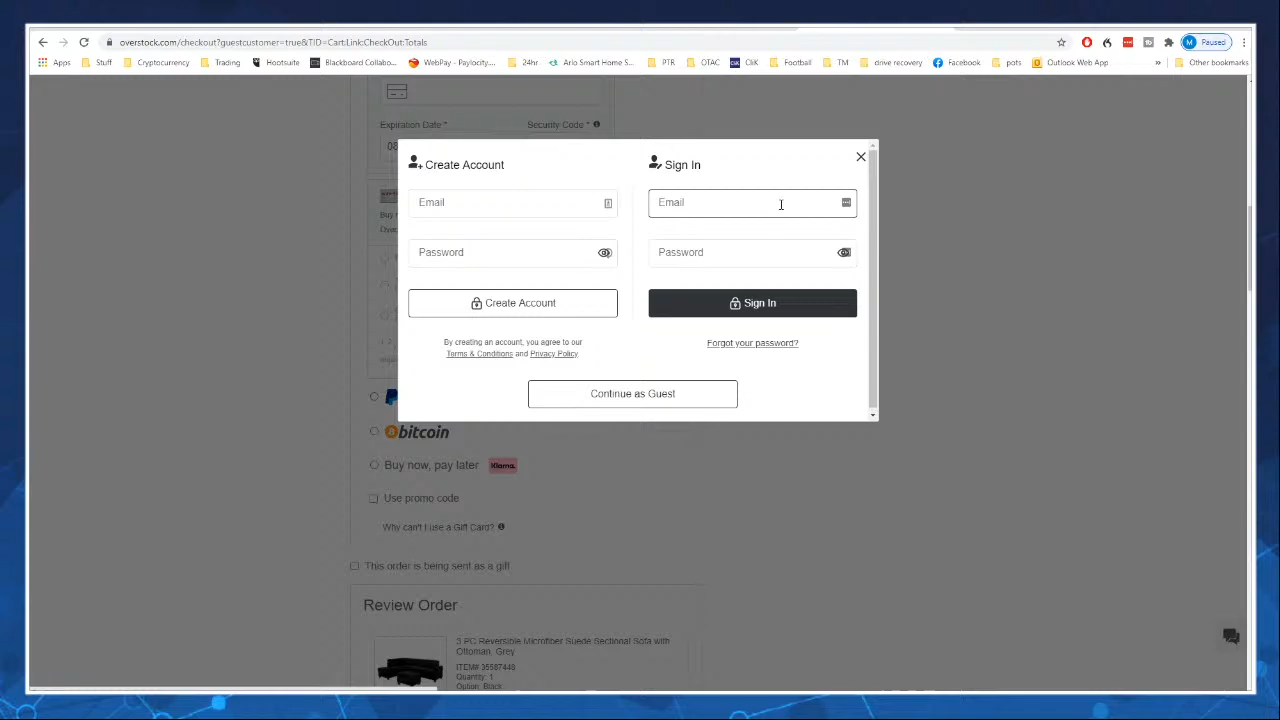 overstock.com/checkout?guestcustomer=true&TID=Cart:Link:CheckOut:Totals
M Paused
Apps Stuff Cryptocurrency Trading Hootsuite Blackboard Collabo... WebPay - Paylocity.... 24hr Ario Smart Home S... PTR OTAC CliK Football TM drive recovery Facebook pots Outlook Web App » Other bookmarks
Expiration Date * Security Code *
08
Create Account
Email
Password
Create Account
By creating an account, you agree to our
Terms & Conditions and Privacy Policy
Sign In
Email
Password
Sign In
Forgot your password?
Continue as Guest
Buy n
bitcoin
Buy now, pay later Klarna.
Use promo code
Why can't I use a Gift Card?
This order is being sent as a gift
Review Order
3 PC Reversible Microfiber Suede Sectional Sofa with
Ottoman, Grey
ITEM# 35587446
Quantity: 1
Option: Black